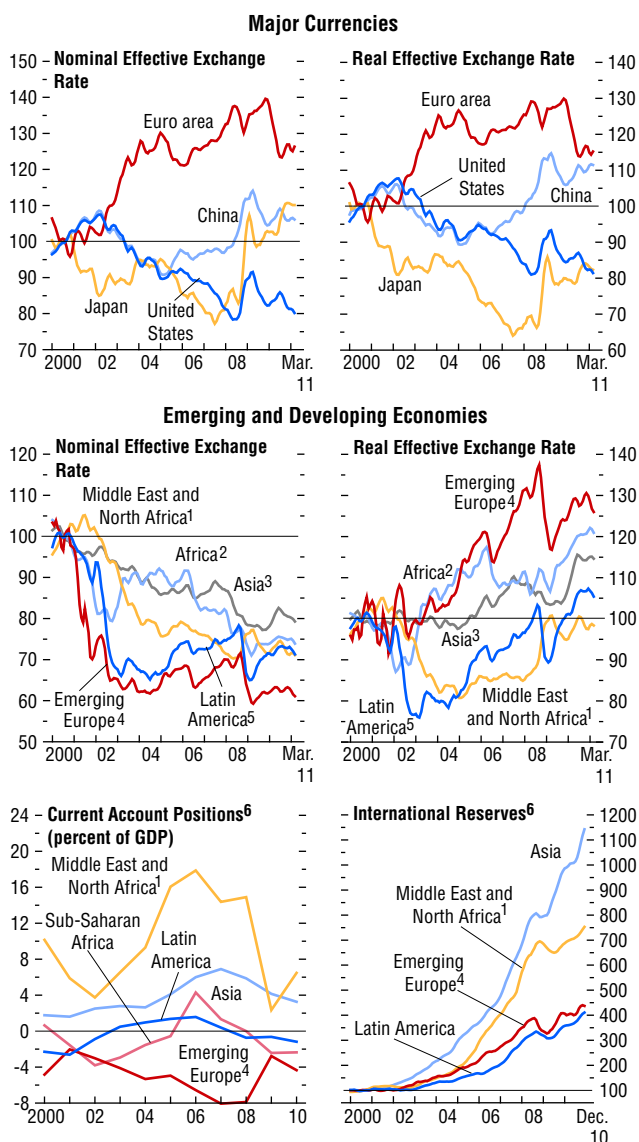 Major Currencies
Nominal Effective Exchange
Rate
150
140
130
120
110
100
90
80
70
Euro area
China
Japan
United
States
2000 02 04 06 08 Mar.
11
Real Effective Exchange Rate
140
130
120
110
100
90
80
70
60
United
States
China
Japan
2000 02 04 06 08 Mar.
11
Emerging and Developing Economies
Nominal Effective Exchange
Rate
120
110
100
90
80
70
60
50
Middle East and
North Africa1
Africa2
Asia3
Emerging
Europe4
Latin
America5
2000 02 04 06 08 Mar.
11
Real Effective Exchange Rate
140
130
120
110
100
90
80
70
Emerging
Europe4
Africa2
Asia3
Latin
America5
Middle East
and North Africa1
2000 02 04 06 08 Mar.
11
Current Account Positions6
(percent of GDP)
24
20
16
12
8
4
0
-4
-8
Middle East and
North Africa1
Sub-Saharan
Africa
Latin
America
Asia
Emerging
Europe4
2000 02 04 06 08 10
International Reserves6
1200
1100
1000
900
800
700
600
500
400
300
200
100
Asia
Middle East and
North Africa1
Emerging
Europe4
Latin America
2000 02 04 06 08 Dec.
10